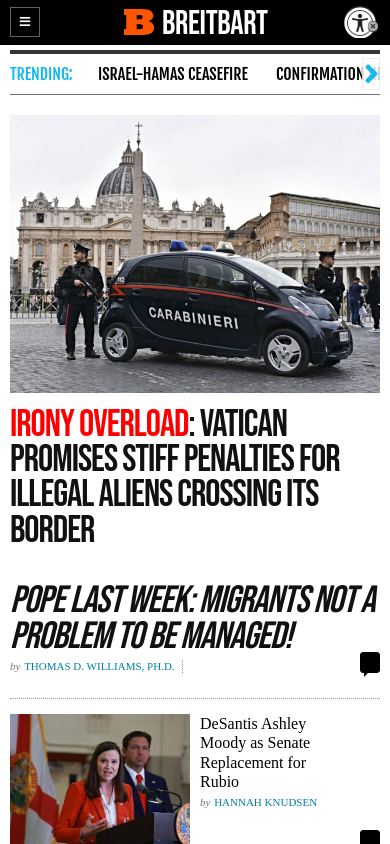 BREITBART
TRENDING:
ISRAEL-HAMAS CEASEFIRE
CONFIRMATION
112
CARABINIERI
IRONY OVERLOAD: VATICAN
PROMISES STIFF PENALTIES FOR
ILLEGAL ALIENS CROSSING ITS
BORDER
POPE LAST WEEK: MIGRANTS NOT A
PROBLEM TO BE MANAGED!
by THOMAS D. WILLIAMS, PH.D.
DeSantis Ashley
Moody as Senate
Replacement for
Rubio
by HANNAH KNUDSEN